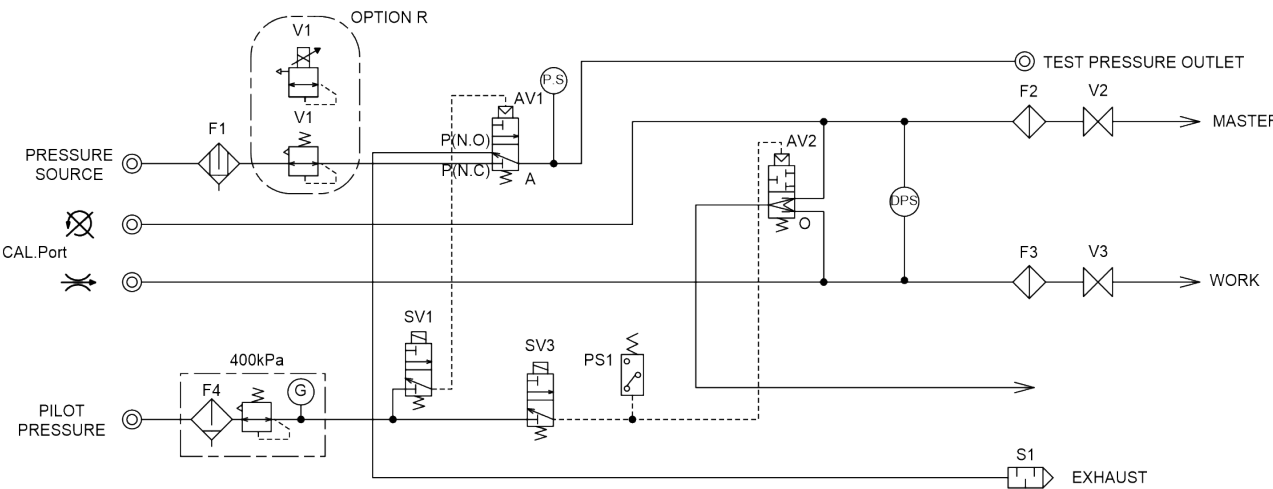 OPTION R
V1
P.S
TEST PRESSURE OUTLET
F2
V2
AV1
V1
F1
P(N.O)
AV2
MASTER
PRESSURE
SOURCE
P(N.C)
A
DPS
O
CAL.Port
F3
V3
WORK
SV1
SV3
PS1
400kPa
F4
G
PILOT
PRESSURE
S1
EXHAUST